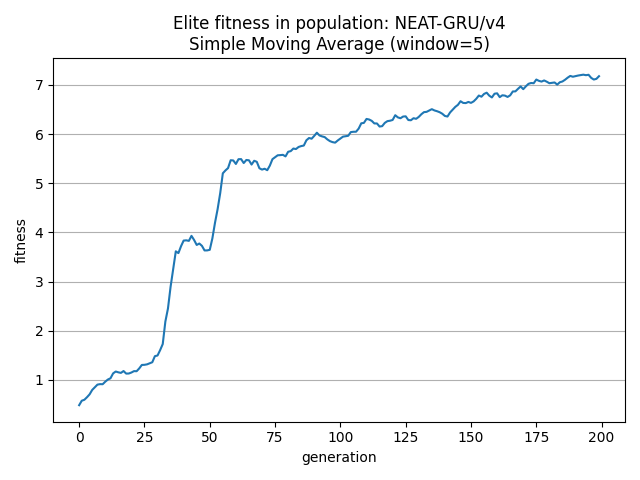 Elite fitness in population: NEAT-GRU/v4
Simple Moving Average (window=5)
fitness
7
6
5
4
3
2
1
0 25 50 75 100 125 150 175 200
generation